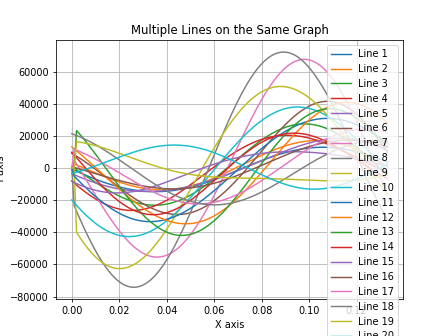 Multiple Lines on the Same Graph
60000
40000
20000
0
−20000
−40000
−60000
−80000
0.00
0.02
0.04
0.06
0.08
0.10
X axis
axis
Line 1
Line 2
Line 3
Line 4
Line 5
Line 6
Line 7
Line 8
Line 9
Line 10
Line 11
Line 12
Line 13
Line 14
Line 15
Line 16
Line 17
Line 18
Line 19
Line 20